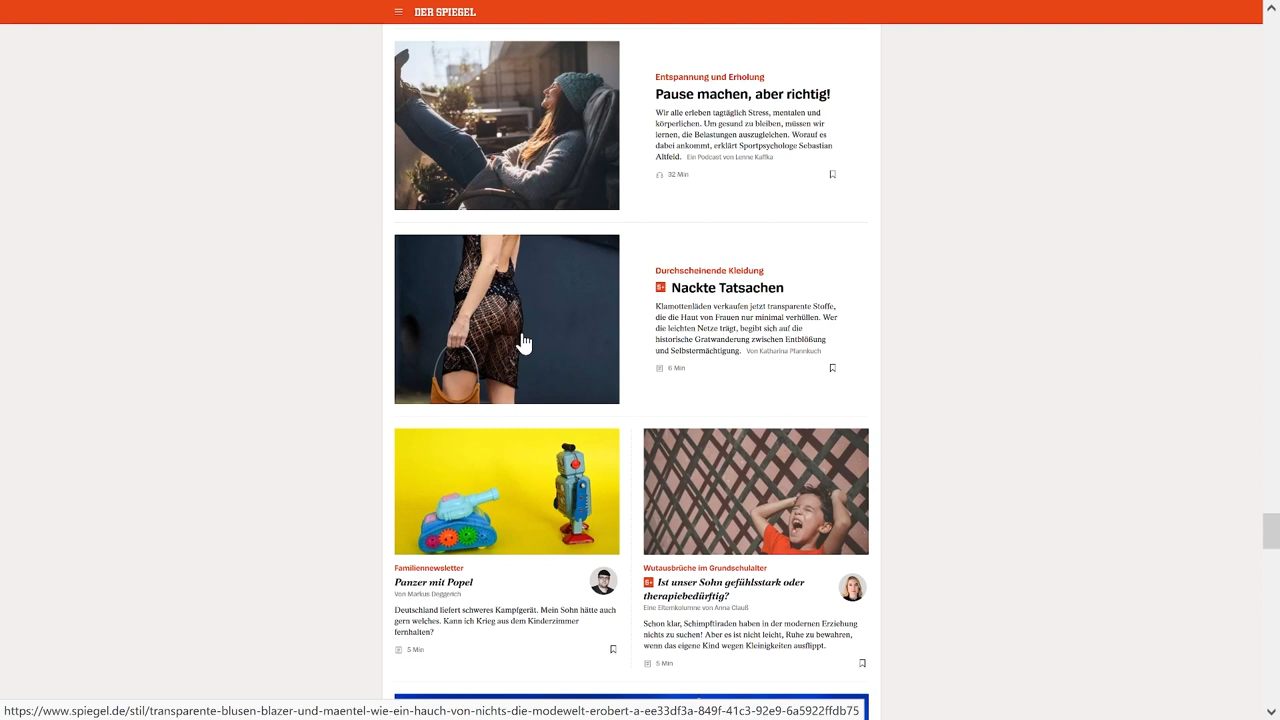 DER SPIEGEL
Entspannung und Erholung
Pause machen, aber richtig!
Wir alle erleben tagtäglich Stress, mentalen und
körperlichen. Um gesund zu bleiben, müssen wir
lernen, die Belastungen auszugleichen. Worauf es
dabei ankommt, erklärt Sportpsychologe Sebastian
Altfeld. Ein Podcast von Lenne Kaffka
32 Min
Durchscheinende Kleidung
S+ Nackte Tatsachen
Klamottenläden verkaufen jetzt transparente Stoffe,
die die Haut von Frauen nur minimal verhüllen. Wer
die leichten Netze trägt, begibt sich auf die
historische Gratwanderung zwischen Entblößung
und Selbstermächtigung. Von Katharina Pfannkuch
6 Min
Familiennewsletter
Panzer mit Popel
Von Markus Deggerich
Deutschland liefert schweres Kampfgerät. Mein Sohn hätte auch
gern welches. Kann ich Krieg aus dem Kinderzimmer
fernhalten?
5 Min
Wutausbrüche im Grundschulalter
S+ Ist unser Sohn gefühlsstark oder
therapiebedürftig?
Eine Elternkolumne von Anna Clauß
Schon klar, Schimpftiraden haben in der modernen Erziehung
nichts zu suchen! Aber es ist nicht leicht, Ruhe zu bewahren,
wenn das eigene Kind wegen Kleinigkeiten ausflippt.
5 Min
https://www.spiegel.de/stil/transparente-blusen-blazer-und-maentel-wie-ein-hauch-von-nichts-die-modewelt-erobert-a-ee33df3a-849f-41c3-92e9-6a5922ffdb75